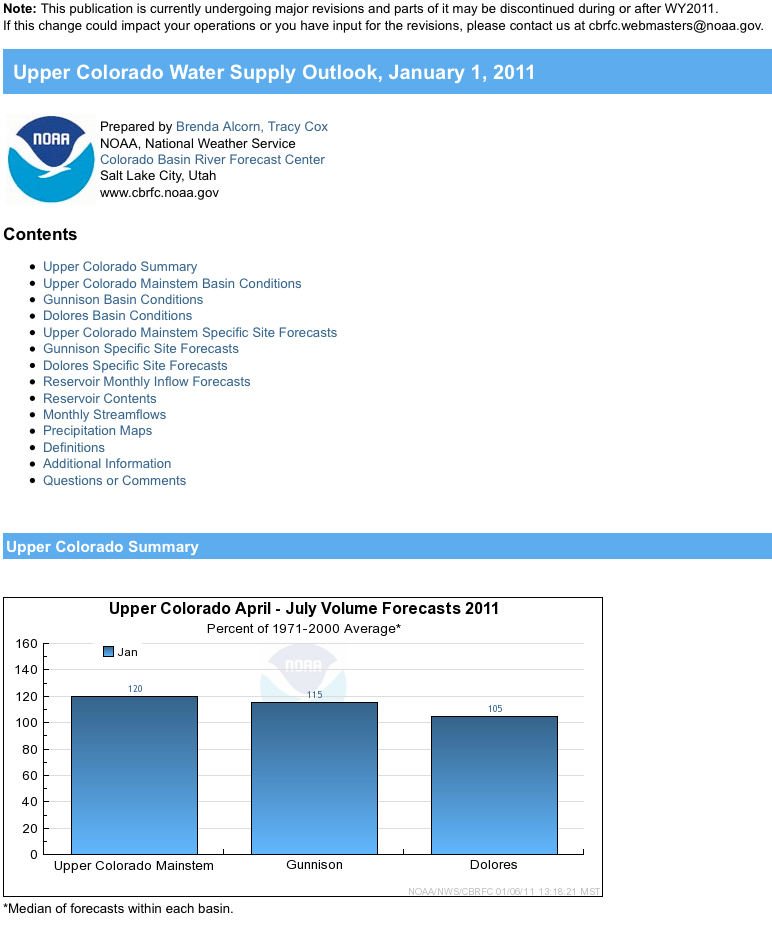 Note: This publication is currently undergoing major revisions and parts of it may be discontinued during or after WY2011.
If this change could impact your operations or you have input for the revisions, please contact us at cbrfc.webmasters@noaa.gov.
Upper Colorado Water Supply Outlook, January 1, 2011
NOAA
Prepared by Brenda Alcorn, Tracy Cox
NOAA, National Weather Service
Colorado Basin River Forecast Center
Salt Lake City, Utah
www.cbrfc.noaa.gov
Contents
• Upper Colorado Summary
• Upper Colorado Mainstem Basin Conditions
• Gunnison Basin Conditions
• Dolores Basin Conditions
• Upper Colorado Mainstem Specific Site Forecasts
• Gunnison Specific Site Forecasts
• Dolores Specific Site Forecasts
• Reservoir Monthly Inflow Forecasts
• Reservoir Contents
• Monthly Streamflows
• Precipitation Maps
• Definitions
• Additional Information
• Questions or Comments
Upper Colorado Summary
Upper Colorado April - July Volume Forecasts 2011
Percent of 1971-2000 Average*
160
Jan
NOAA
140
120
120
115
105
100
80
60
40
20
0
Upper Colorado Mainstem
Gunnison
Dolores
NOAA/NWS/CBRFC 01/06/11 13:18:21 MST
*Median of forecasts within each basin.